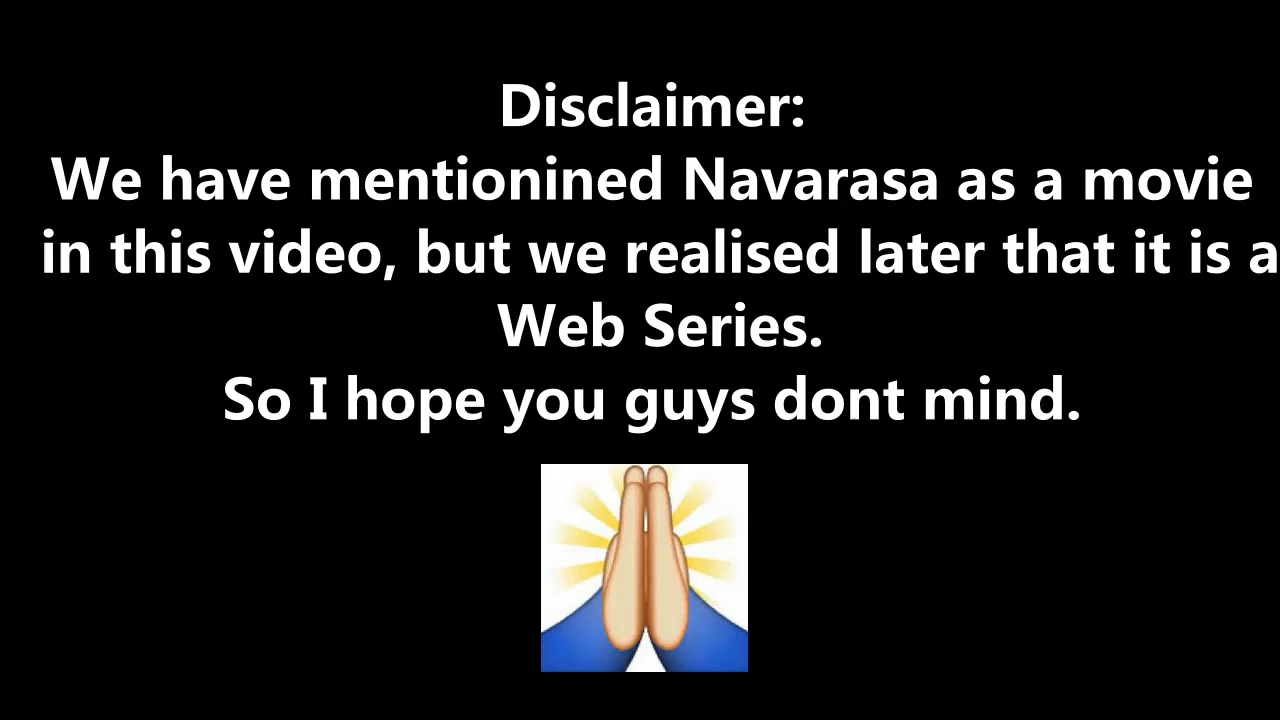 Disclaimer:
We have mentionined Navarasa as a movie
in this video, but we realised later that it is a
Web Series.
So I hope you guys dont mind.